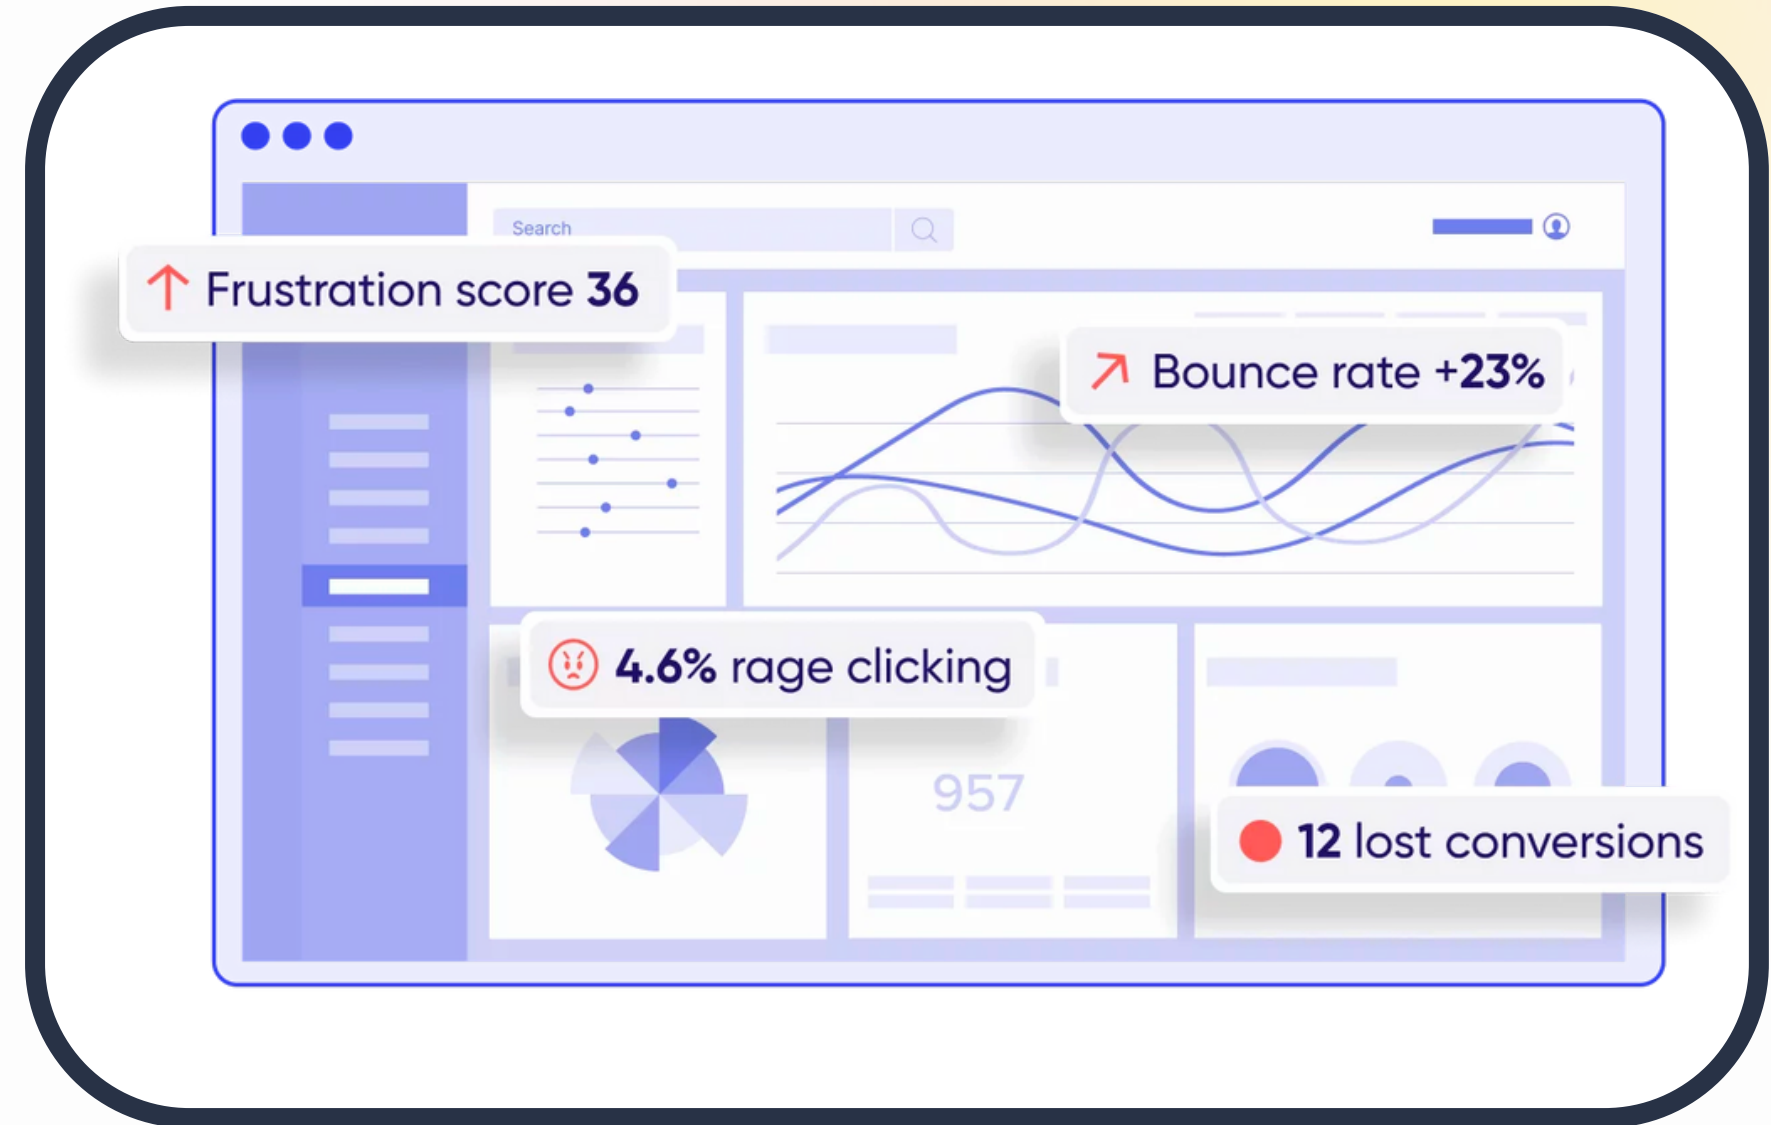 Search
Frustration score 36
Bounce rate +23%
4.6% rage clicking
957
12 lost conversions